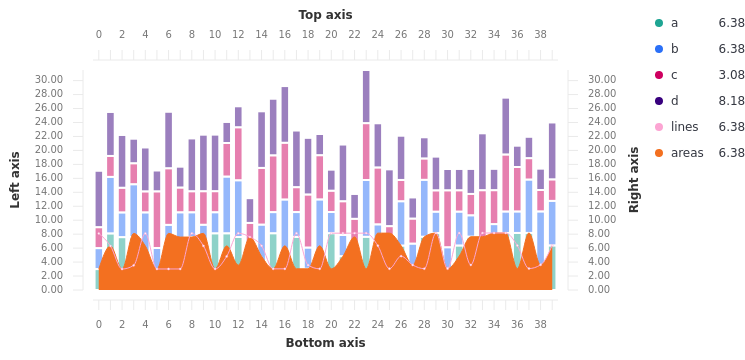 Top axis
0 2 4 6 8 10 12 14 16 18 20 22 24 26 28 30 32 34 36 38
30.00 30.00
28.00 28.00
26.00 26.00
24.00 24.00
22.00 22.00
20.00 20.00
18.00 18.00
16.00 16.00
14.00 14.00
12.00 12.00
10.00 10.00
8.00 8.00
6.00 6.00
4.00 4.00
2.00 2.00
0.00 0.00
Left axis
Right axis
0 2 4 6 8 10 12 14 16 18 20 22 24 26 28 30 32 34 36 38
Bottom axis
a 6.38
b 6.38
c 3.08
d 8.18
lines 6.38
areas 6.38